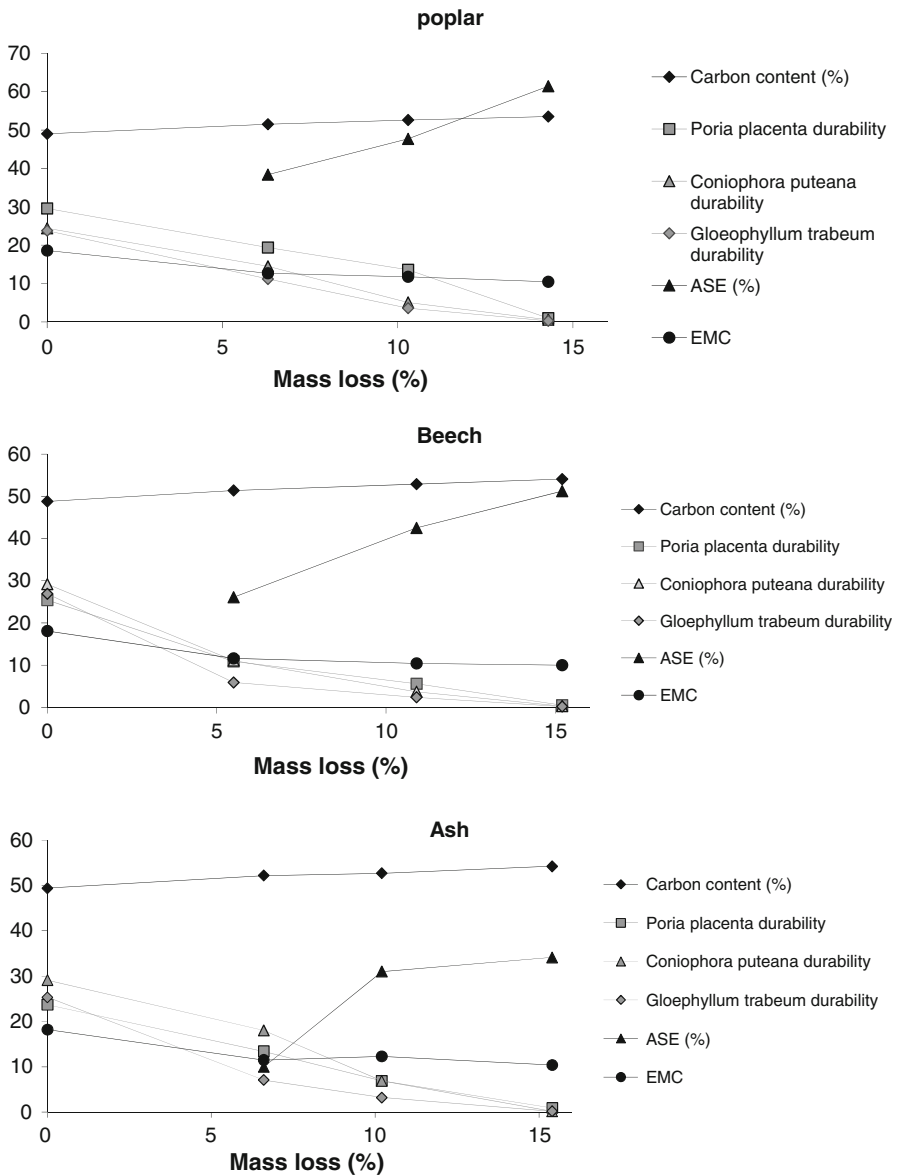 poplar
70
60
50
40
30
20
10
0
0 5 10 15
Mass loss (%)
Carbon content (%)
Poria placenta durability
Coniophora puteana
durability
Gloeophyllum trabeum
durability
ASE (%)
EMC
Beech
60
50
40
30
20
10
0
0 5 10 15
Mass loss (%)
Carbon content (%)
Poria placenta durability
Coniophora puteana durability
Gloephyllum trabeum durability
ASE (%)
EMC
Ash
60
50
40
30
20
10
0
0 5 10 15
Mass loss (%)
Carbon content (%)
Poria placenta durability
Coniophora puteana durability
Gloephyllum trabeum durability
ASE (%)
EMC